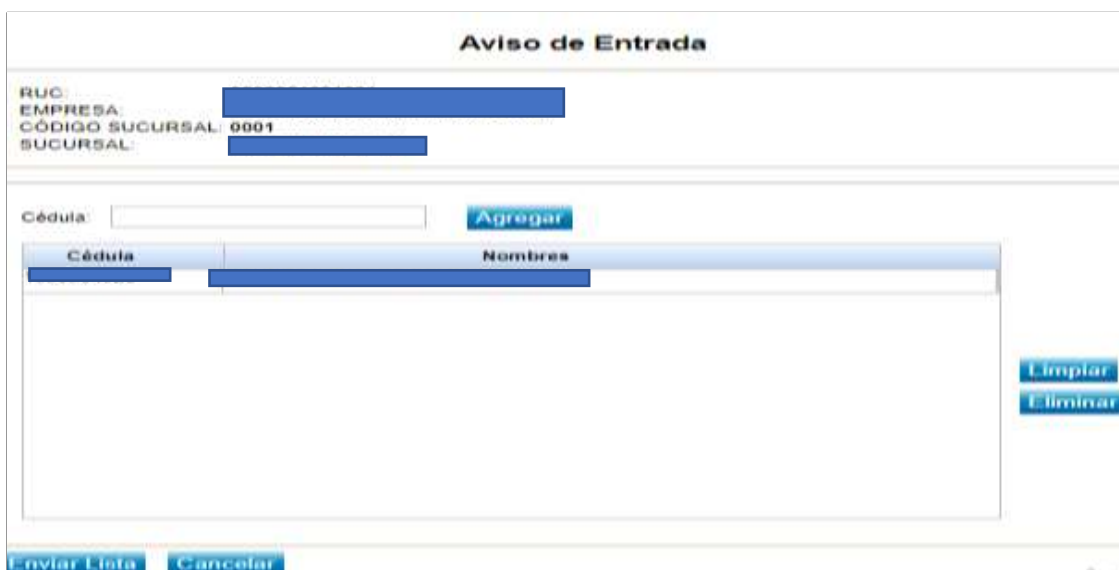 Aviso de Entrada
RUC:
EMPRESA:
CÓDIGO SUCURSAL: 0001
SUCURSAL:
Cédula: Agregar
Cédula Nombres
Limpiar
Eliminar
Enviar Lista Cancelar